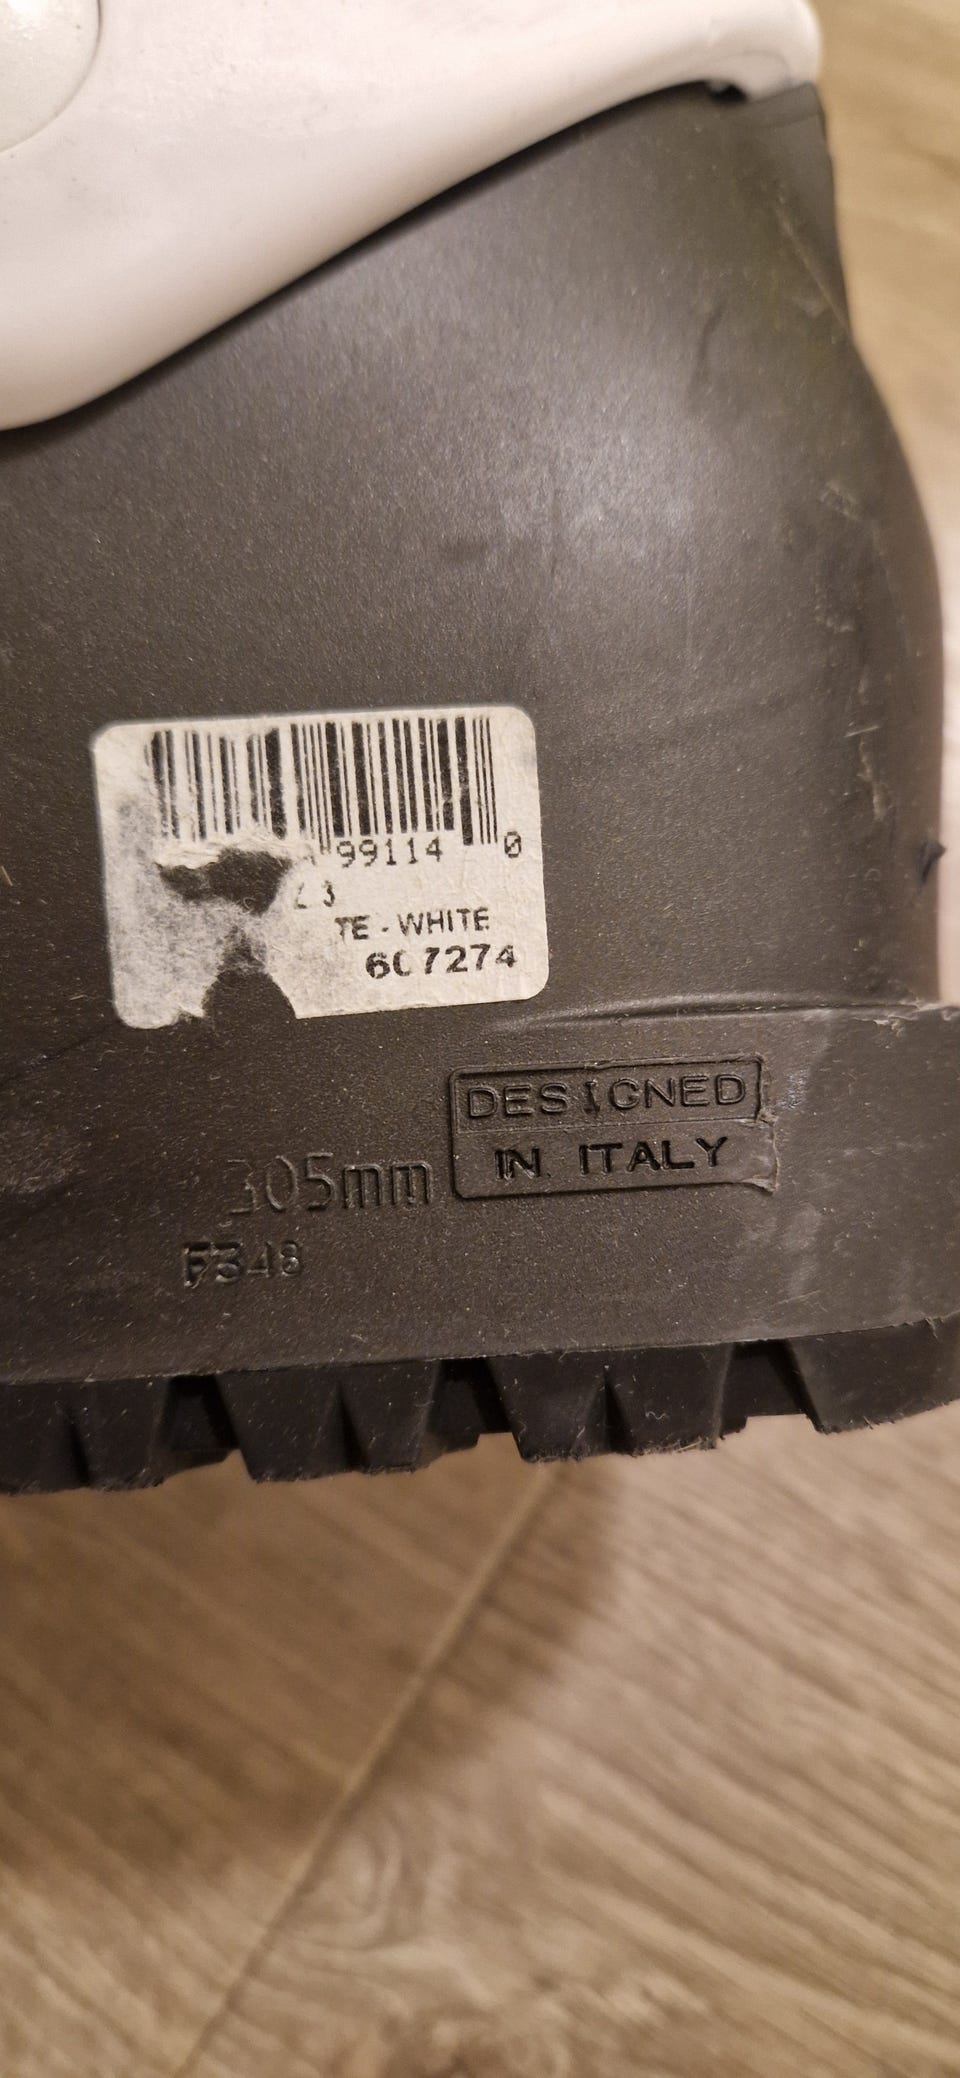 99114 0
TE - WHITE
607274
DESIGNED
IN ITALY
305mm
F348